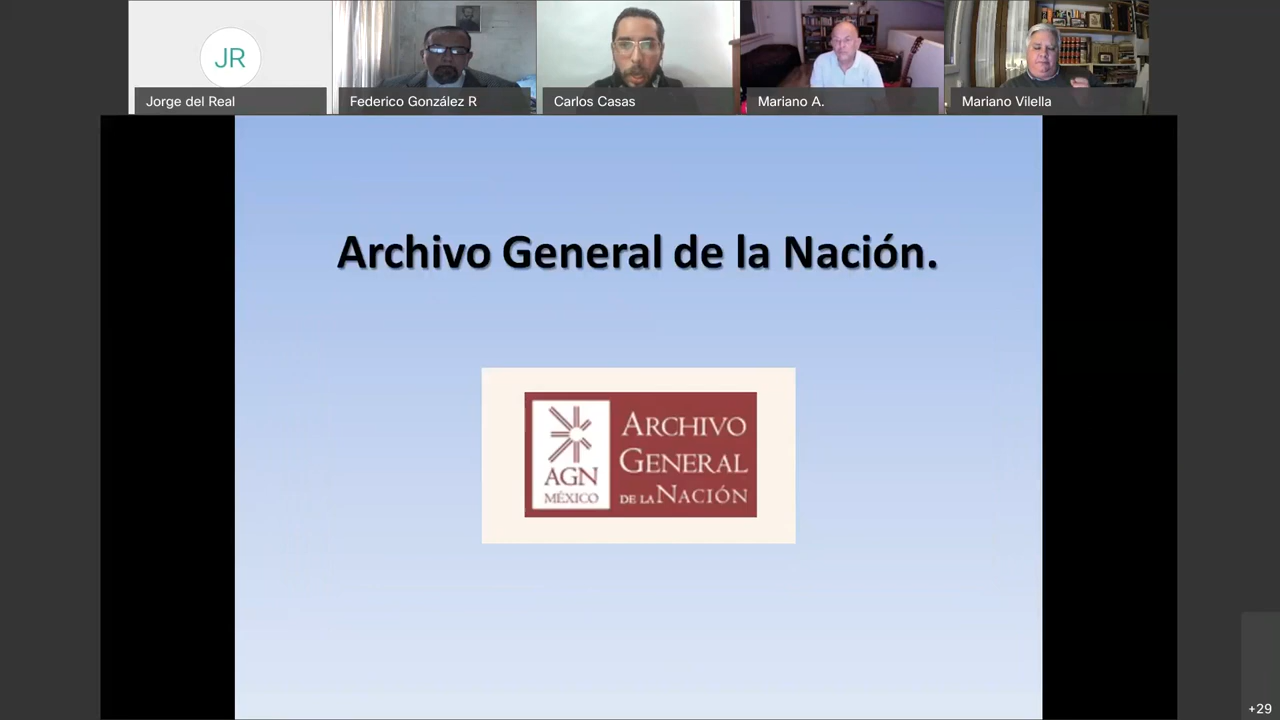 JR
Jorge del Real
Federico González R
Carlos Casas
Mariano A.
Mariano Vilella
Archivo General de la Nación.
AGN
MÉXICO
ARCHIVO
GENERAL
DE LA NACIÓN
+29